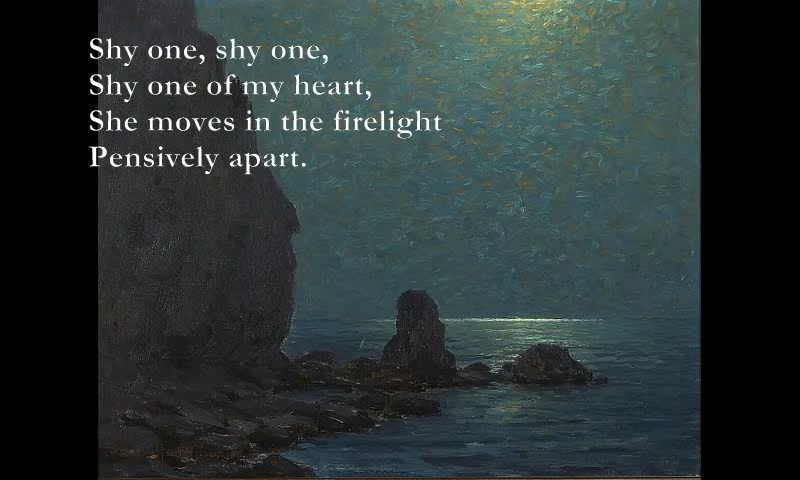 Shy one, shy one,
Shy one of my heart,
She moves in the firelight
Pensively apart.